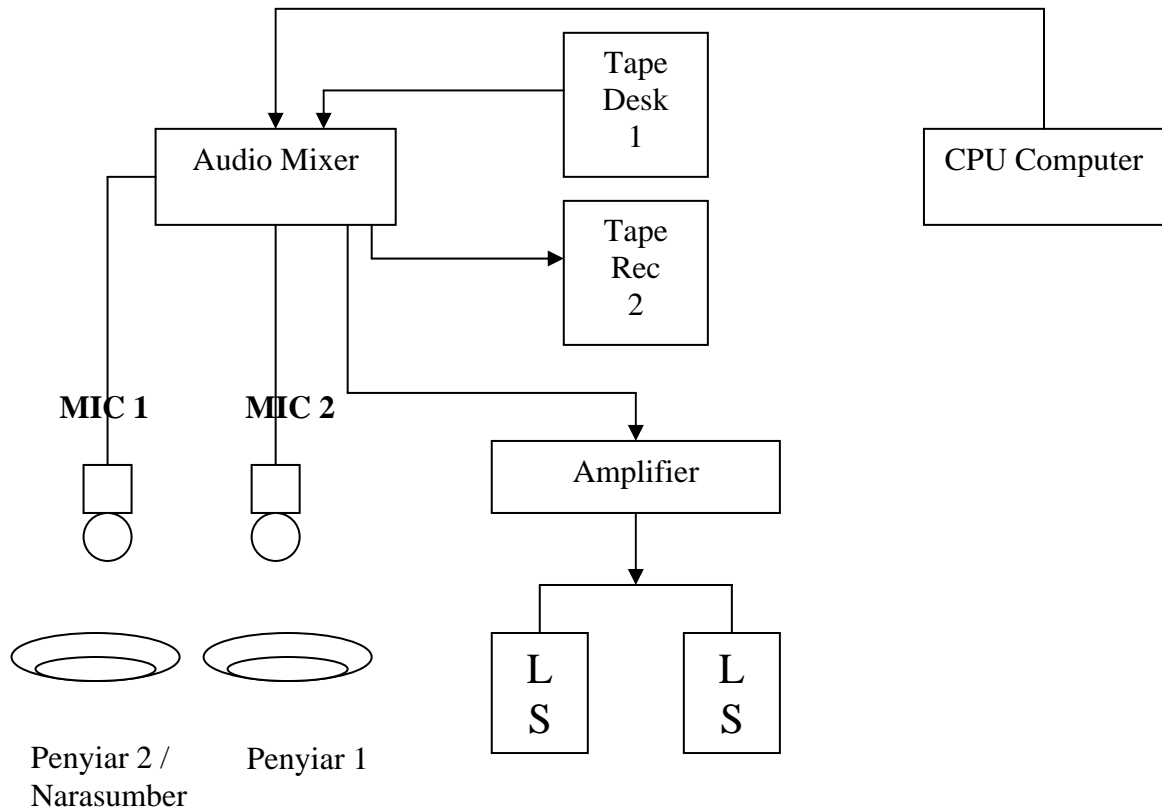 Tape
Desk
1
Audio Mixer
CPU Computer
Tape
Rec
2
MIC 1
MIC 2
Amplifier
L
S
L
S
Penyiar 2 /
Narasumber
Penyiar 1